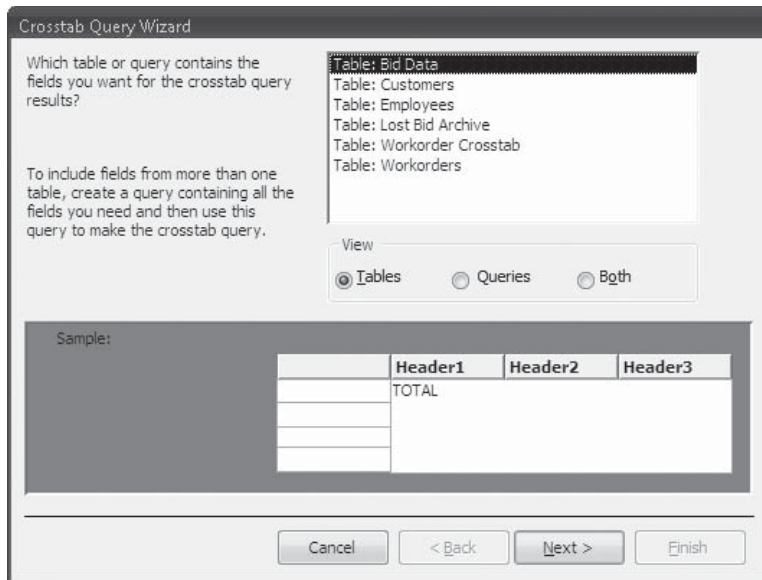 Crosstab Query Wizard
Which table or query contains the
fields you want for the crosstab query
results?
To include fields from more than one
table, create a query containing all the
fields you need and then use this
query to make the crosstab query.
Table: Bid Data
Table: Customers
Table: Employees
Table: Lost Bid Archive
Table: Workorder Crosstab
Table: Workorders
View
Tables
Queries
Both
Sample:
Header1 Header2 Header3
TOTAL
Cancel
< Back
Next >
Finish